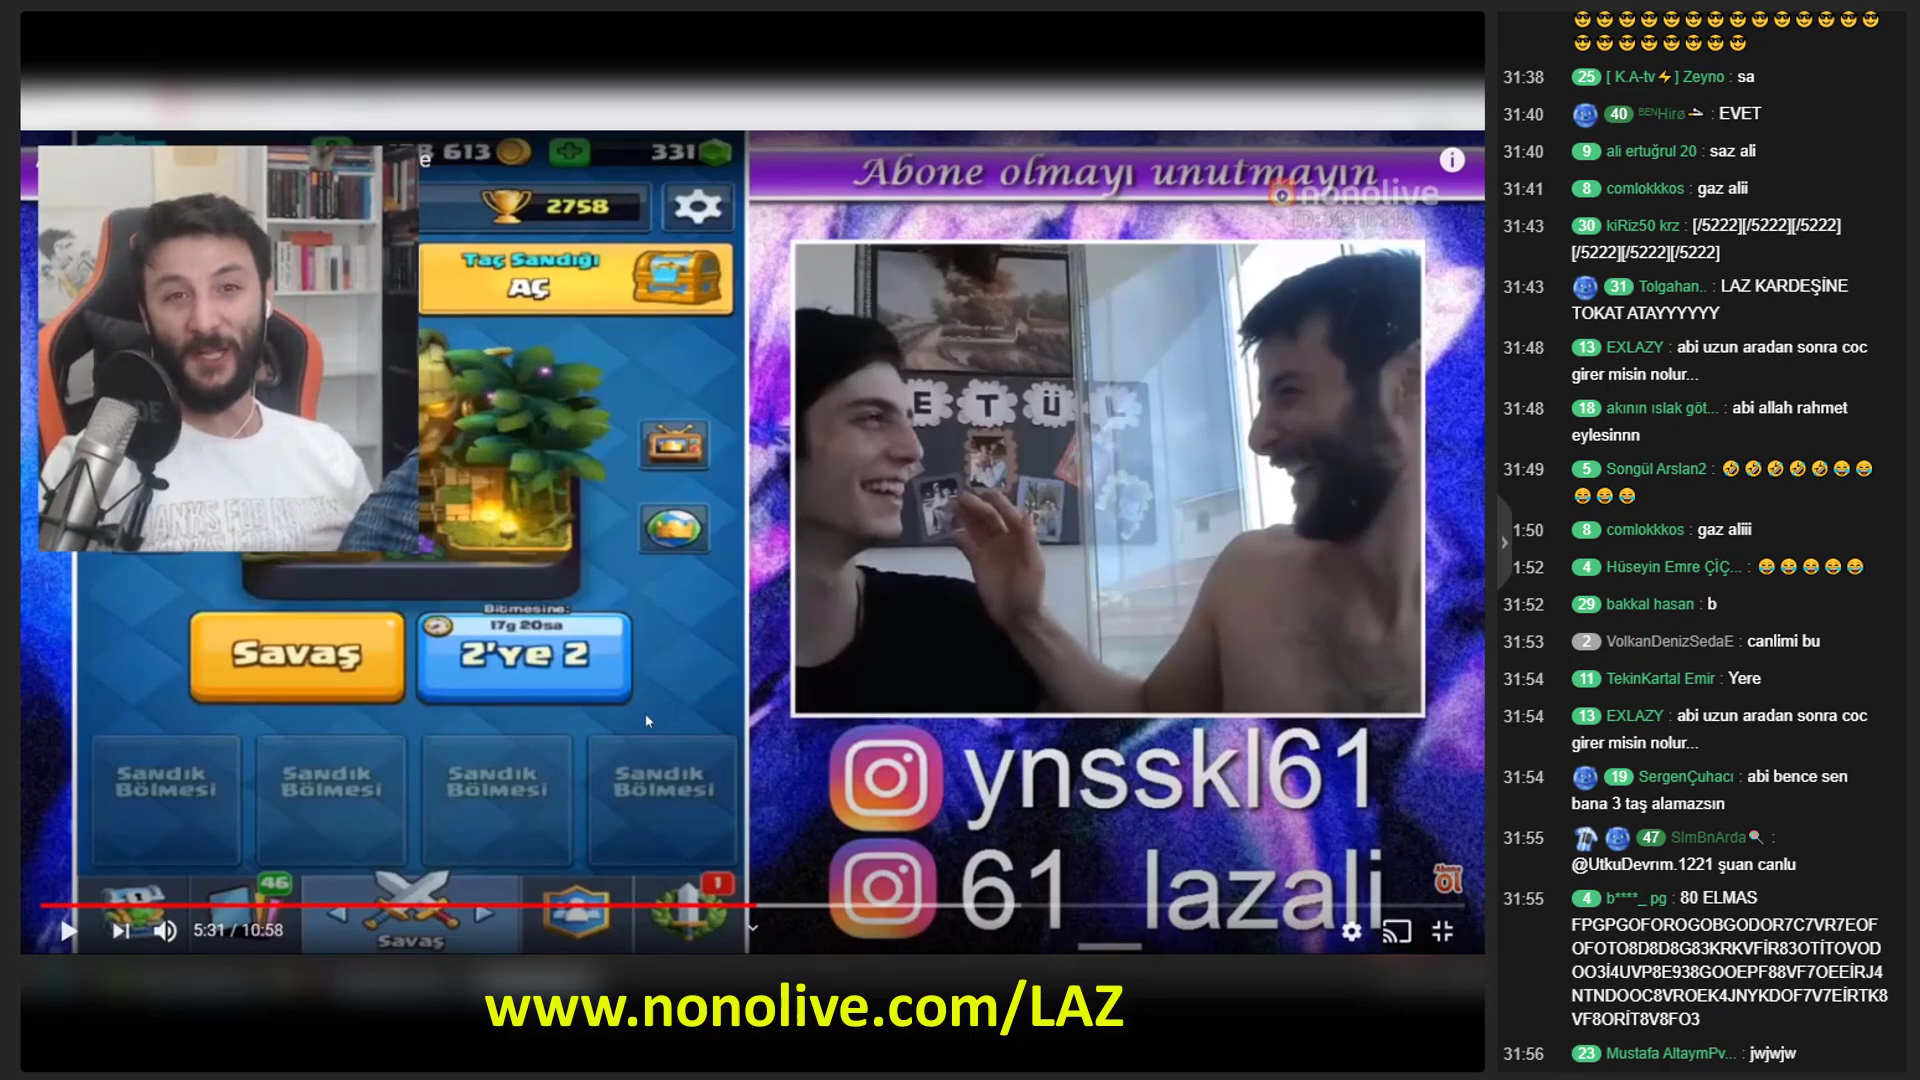 613
331
e
2758
Taç Sandığı
AÇ
Savaş
Bitmesine:
17g 20sa
2'ye 2
Sandık Bölmesi
Sandık Bölmesi
Sandık Bölmesi
Sandık Bölmesi
46
1
Savaş
5:31 / 10:58
Abone olmayı unutmayın
nonolive
E T Ü L
ynsskl61
61__lazali
Abone
Ol
www.nonolive.com/LAZ
31:38 25 [ K.A-tv⚡] Zeyno : sa
31:40 40 ᴮᴱᴺHirø : EVET
31:40 9 ali ertuğrul 20 : saz ali
31:41 8 comlokkkos : gaz alii
31:43 30 kiRiz50 krz : [/5222][/5222][/5222]
[/5222][/5222][/5222]
31:43 31 Tolgahan.. : LAZ KARDEŞİNE
TOKAT ATAYYYYYY
31:48 13 EXLAZY : abi uzun aradan sonra coc
girer misin nolur...
31:48 18 akının ıslak göt... : abi allah rahmet
eylesinnn
31:49 5 Songül Arslan2 : 🤣🤣🤣🤣🤣😂😂
😂😂😂
1:50 8 comlokkkos : gaz aliii
1:52 4 Hüseyin Emre ÇİÇ... : 😂😂😂😂😂
31:52 29 bakkal hasan : b
31:53 2 VolkanDenizSedaE : canlimi bu
31:54 11 TekinKartal Emir : Yere
31:54 13 EXLAZY : abi uzun aradan sonra coc
girer misin nolur...
31:54 19 SergenÇuhacı : abi bence sen
bana 3 taş alamazsın
31:55 47 SlmBnArda🔍 :
@UtkuDevrım.1221 şuan canlu
31:55 4 b****_ pg : 80 ELMAS
FPGPGOFOROGOBGODOR7C7VR7EOF
OFOTO8D8D8G83KRKVFİR83OTİTOVOD
OO3İ4UVP8E938GOOEPF88VF7OEEİRJ4
NTNDOOC8VROEK4JNYKDOF7V7EİRTK8
VF8ORİT8V8FO3
31:56 23 Mustafa AltaymPv... : jwjwjw